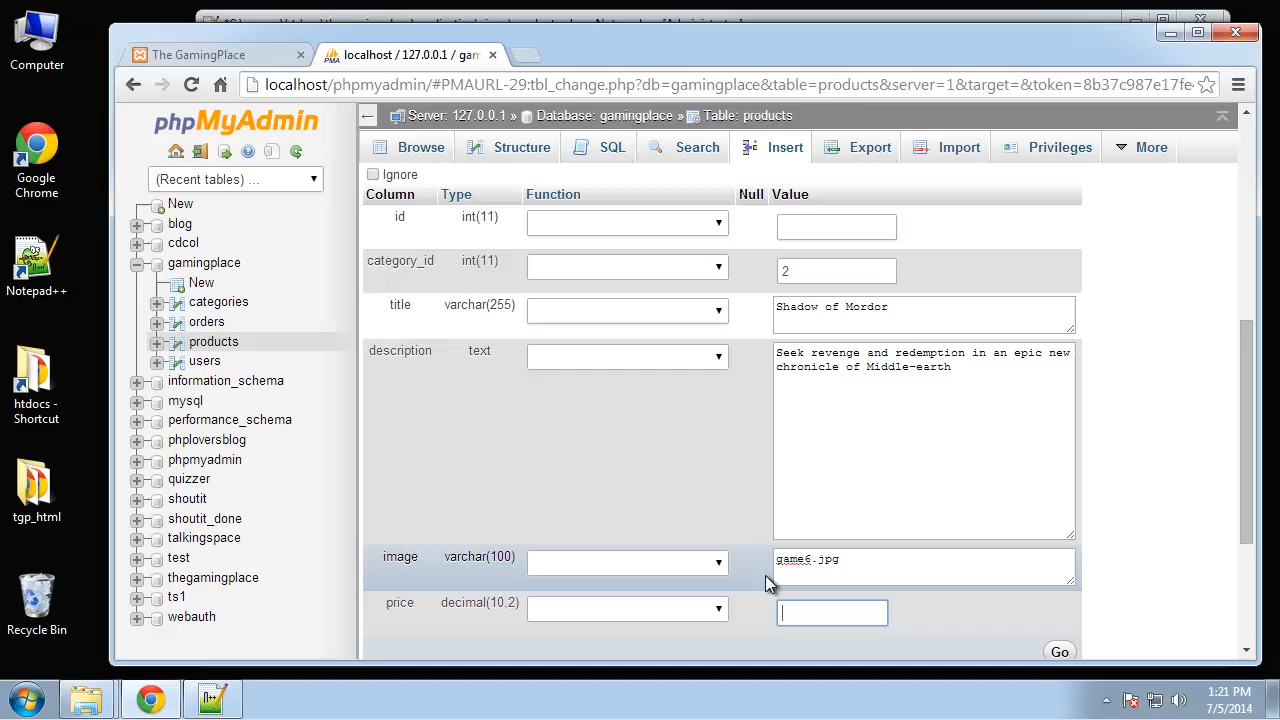 Computer
Google
Chrome
Notepad++
htdocs -
Shortcut
tgp_html
Recycle Bin
The GamingPlace
localhost / 127.0.0.1 / gam
localhost/phpmyadmin/#PMAURL-29:tbl_change.php?db=gamingplace&table=products&server=1&target=&token=8b37c987e17fe
phpMyAdmin
(Recent tables) ...
New
blog
cdcol
gamingplace
New
categories
orders
products
users
information_schema
mysql
performance_schema
phploversblog
phpmyadmin
quizzer
shoutit
shoutit_done
talkingspace
test
thegamingplace
ts1
webauth
Server: 127.0.0.1 » Database: gamingplace » Table: products
Browse Structure SQL Search Insert Export Import Privileges More
Ignore
Column Type Function Null Value
id int(11)
category_id int(11) 2
title varchar(255) Shadow of Mordor
description text Seek revenge and redemption in an epic new
chronicle of Middle-earth
image varchar(100) game6.jpg
price decimal(10,2)
Go
1:21 PM
7/5/2014